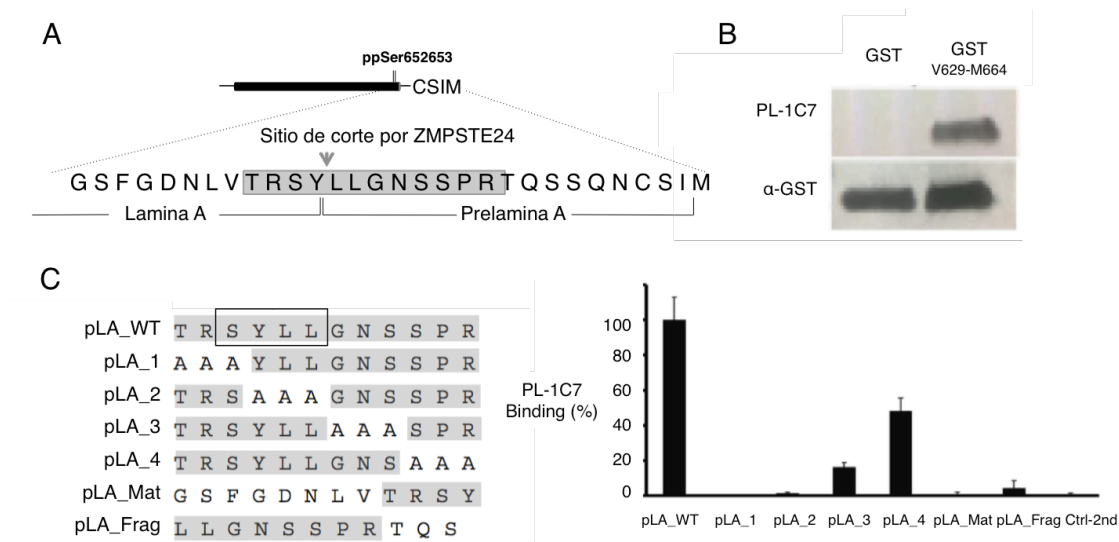 A
ppSer652653
CSIM
Sitio de corte por ZMPSTE24
G S F G D N L V T R S Y L L G N S S P R T Q S S Q N C S I M
Lamina A
Prelamina A
B
GST
GST
V629-M664
PL-1C7
α-GST
C
pLA_WT T R S Y L L G N S S P R
pLA_1 A A A Y L L G N S S P R
pLA_2 T R S A A A G N S S P R
pLA_3 T R S Y L L A A A S P R
pLA_4 T R S Y L L G N S A A A
pLA_Mat G S F G D N L V T R S Y
pLA_Frag L L G N S S P R T Q S
PL-1C7
Binding (%)
100
80
60
40
20
0
pLA_WT pLA_1 pLA_2 pLA_3 pLA_4 pLA_Mat pLA_Frag Ctrl-2nd